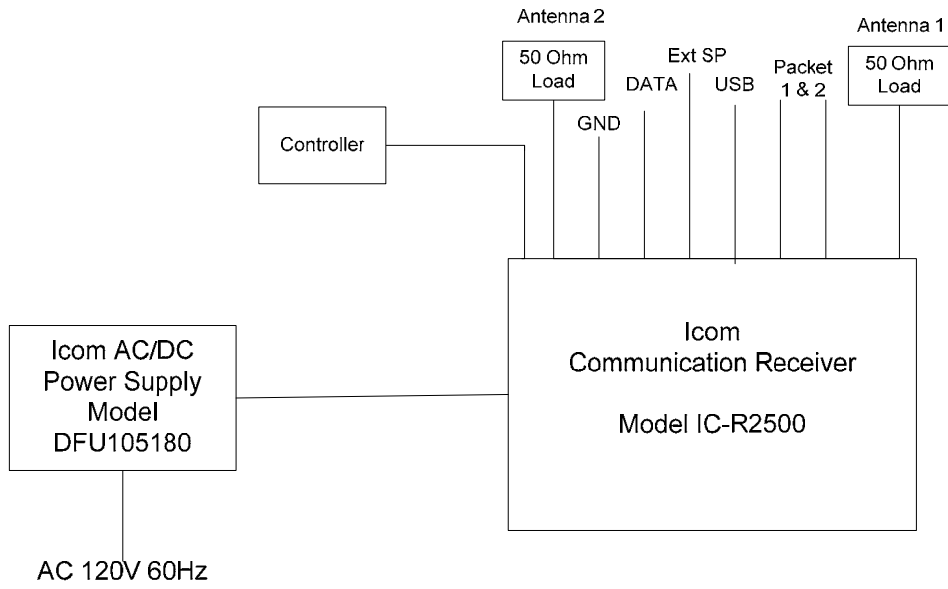 Antenna 2
50 Ohm
Load
Antenna 1
50 Ohm
Load
Ext SP
DATA
USB
Packet
1 & 2
GND
Controller
Icom
Communication Receiver
Model IC-R2500
Icom AC/DC
Power Supply
Model
DFU105180
AC 120V 60Hz